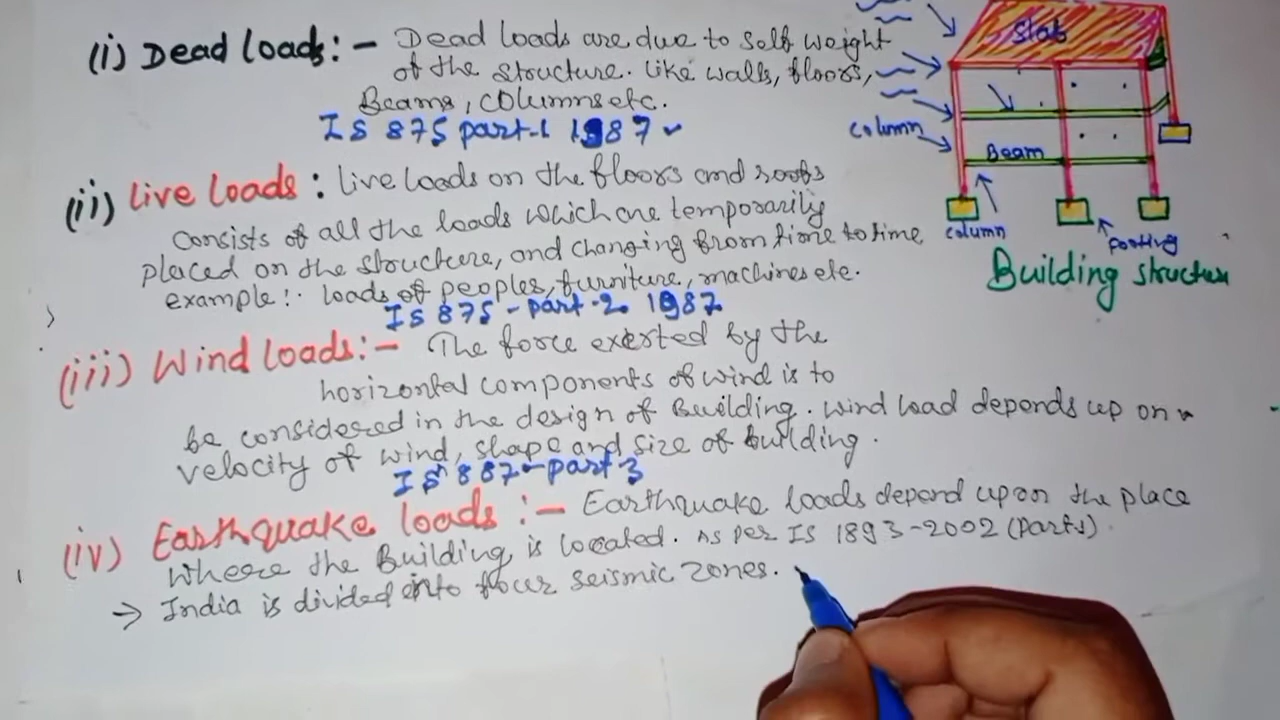 (i) Dead loads:- Dead loads are due to self weight
of the structure. Like walls, floors,
Beams, columns etc.
IS 875 part-1 1987
(ii) Live loads: Live loads on the floors and roofs
Consists of all the loads which are temporarily
placed on the structure, and changing from time to time
example:- loads of peoples, furniture, machines etc.
IS 875-part-2 1987
(iii) Wind loads:- The force exerted by the
horizontal components of wind is to
be considered in the design of Building. wind load depends up on
velocity of wind, shape and size of building.
IS 887-part-3
(iv) Earthquake loads:- Earthquake loads depend upon the place
where the Building is located. As per IS 1893-2002 (Part1)
→ India is divided into four seismic zones.
Slab
column
Beam
column
footing
Building structure